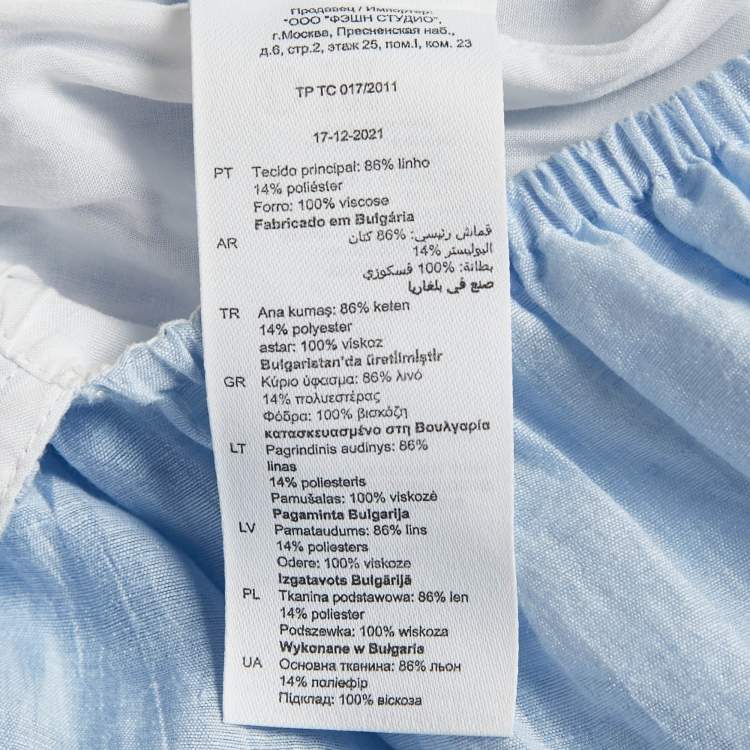 Продавец / Импортер:
"ООО "ФЭШН СТУДИО",
г.Москва, Пресненская наб.,
д.6, стр.2, этаж 25, пом.I, ком. 23
ТР ТС 017/2011
17-12-2021
PT Tecido principal: 86% linho
14% poliéster
Forro: 100% viscose
Fabricado em Bulgária
AR قماش رئيسي: 86% كتان
البوليستر 14%
بطانة: 100% فسكوزي
صنع في بلغاريا
TR Ana kumaş: 86% keten
14% polyester
astar: 100% viskoz
Bulgaristan'da üretilmiştir
GR Κύριο ύφασμα: 86% λινό
14% πολυεστέρας
Φόδρα: 100% βισκόζη
κατασκευασμένο στη Βουλγαρία
LT Pagrindinis audinys: 86%
linas
14% poliesteris
Pamušalas: 100% viskozė
Pagaminta Bulgarija
LV Pamataudums: 86% lins
14% poliesters
Odere: 100% viskoze
Izgatavots Bulgārijā
PL Tkanina podstawowa: 86% len
14% poliester
Podszewka: 100% wiskoza
Wykonane w Bułgaria
UA Основна тканина: 86% льон
14% поліефір
Підклад: 100% віскоза